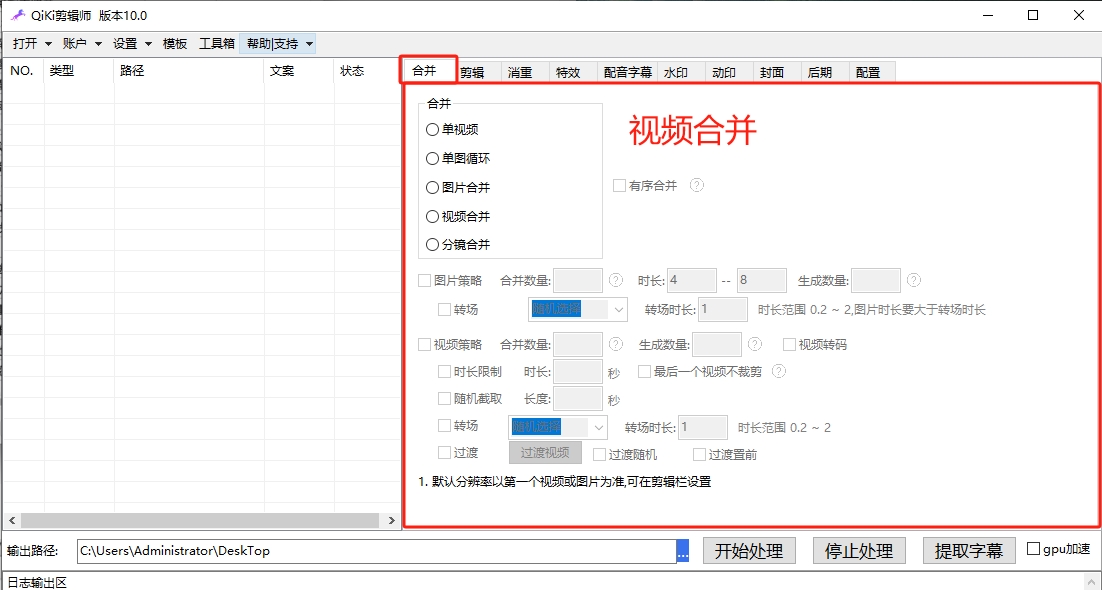 QiKi剪辑师 版本10.0
打开 账户 设置 模板 工具箱 帮助|支持
NO. 类型 路径 文案 状态
合并 剪辑 消重 特效 配音字幕 水印 动印 封面 后期 配置
合并
单视频
单图循环
图片合并
视频合并
分镜合并
视频合并
有序合并 ?
图片策略 合并数量: ? 时长: 4 -- 8 生成数量: ?
转场 随机选择 转场时长: 1 时长范围 0.2 ~ 2,图片时长要大于转场时长
视频策略 合并数量: ? 生成数量: ? 视频转码
时长限制 时长: 秒 最后一个视频不裁剪 ?
随机截取 长度: 秒
转场 随机选择 转场时长: 1 时长范围 0.2 ~ 2
过渡 过渡视频 过渡随机 过渡置前
1. 默认分辨率以第一个视频或图片为准,可在剪辑栏设置
输出路径: C:\Users\Administrator\DeskTop ... 开始处理 停止处理 提取字幕 gpu加速
日志输出区